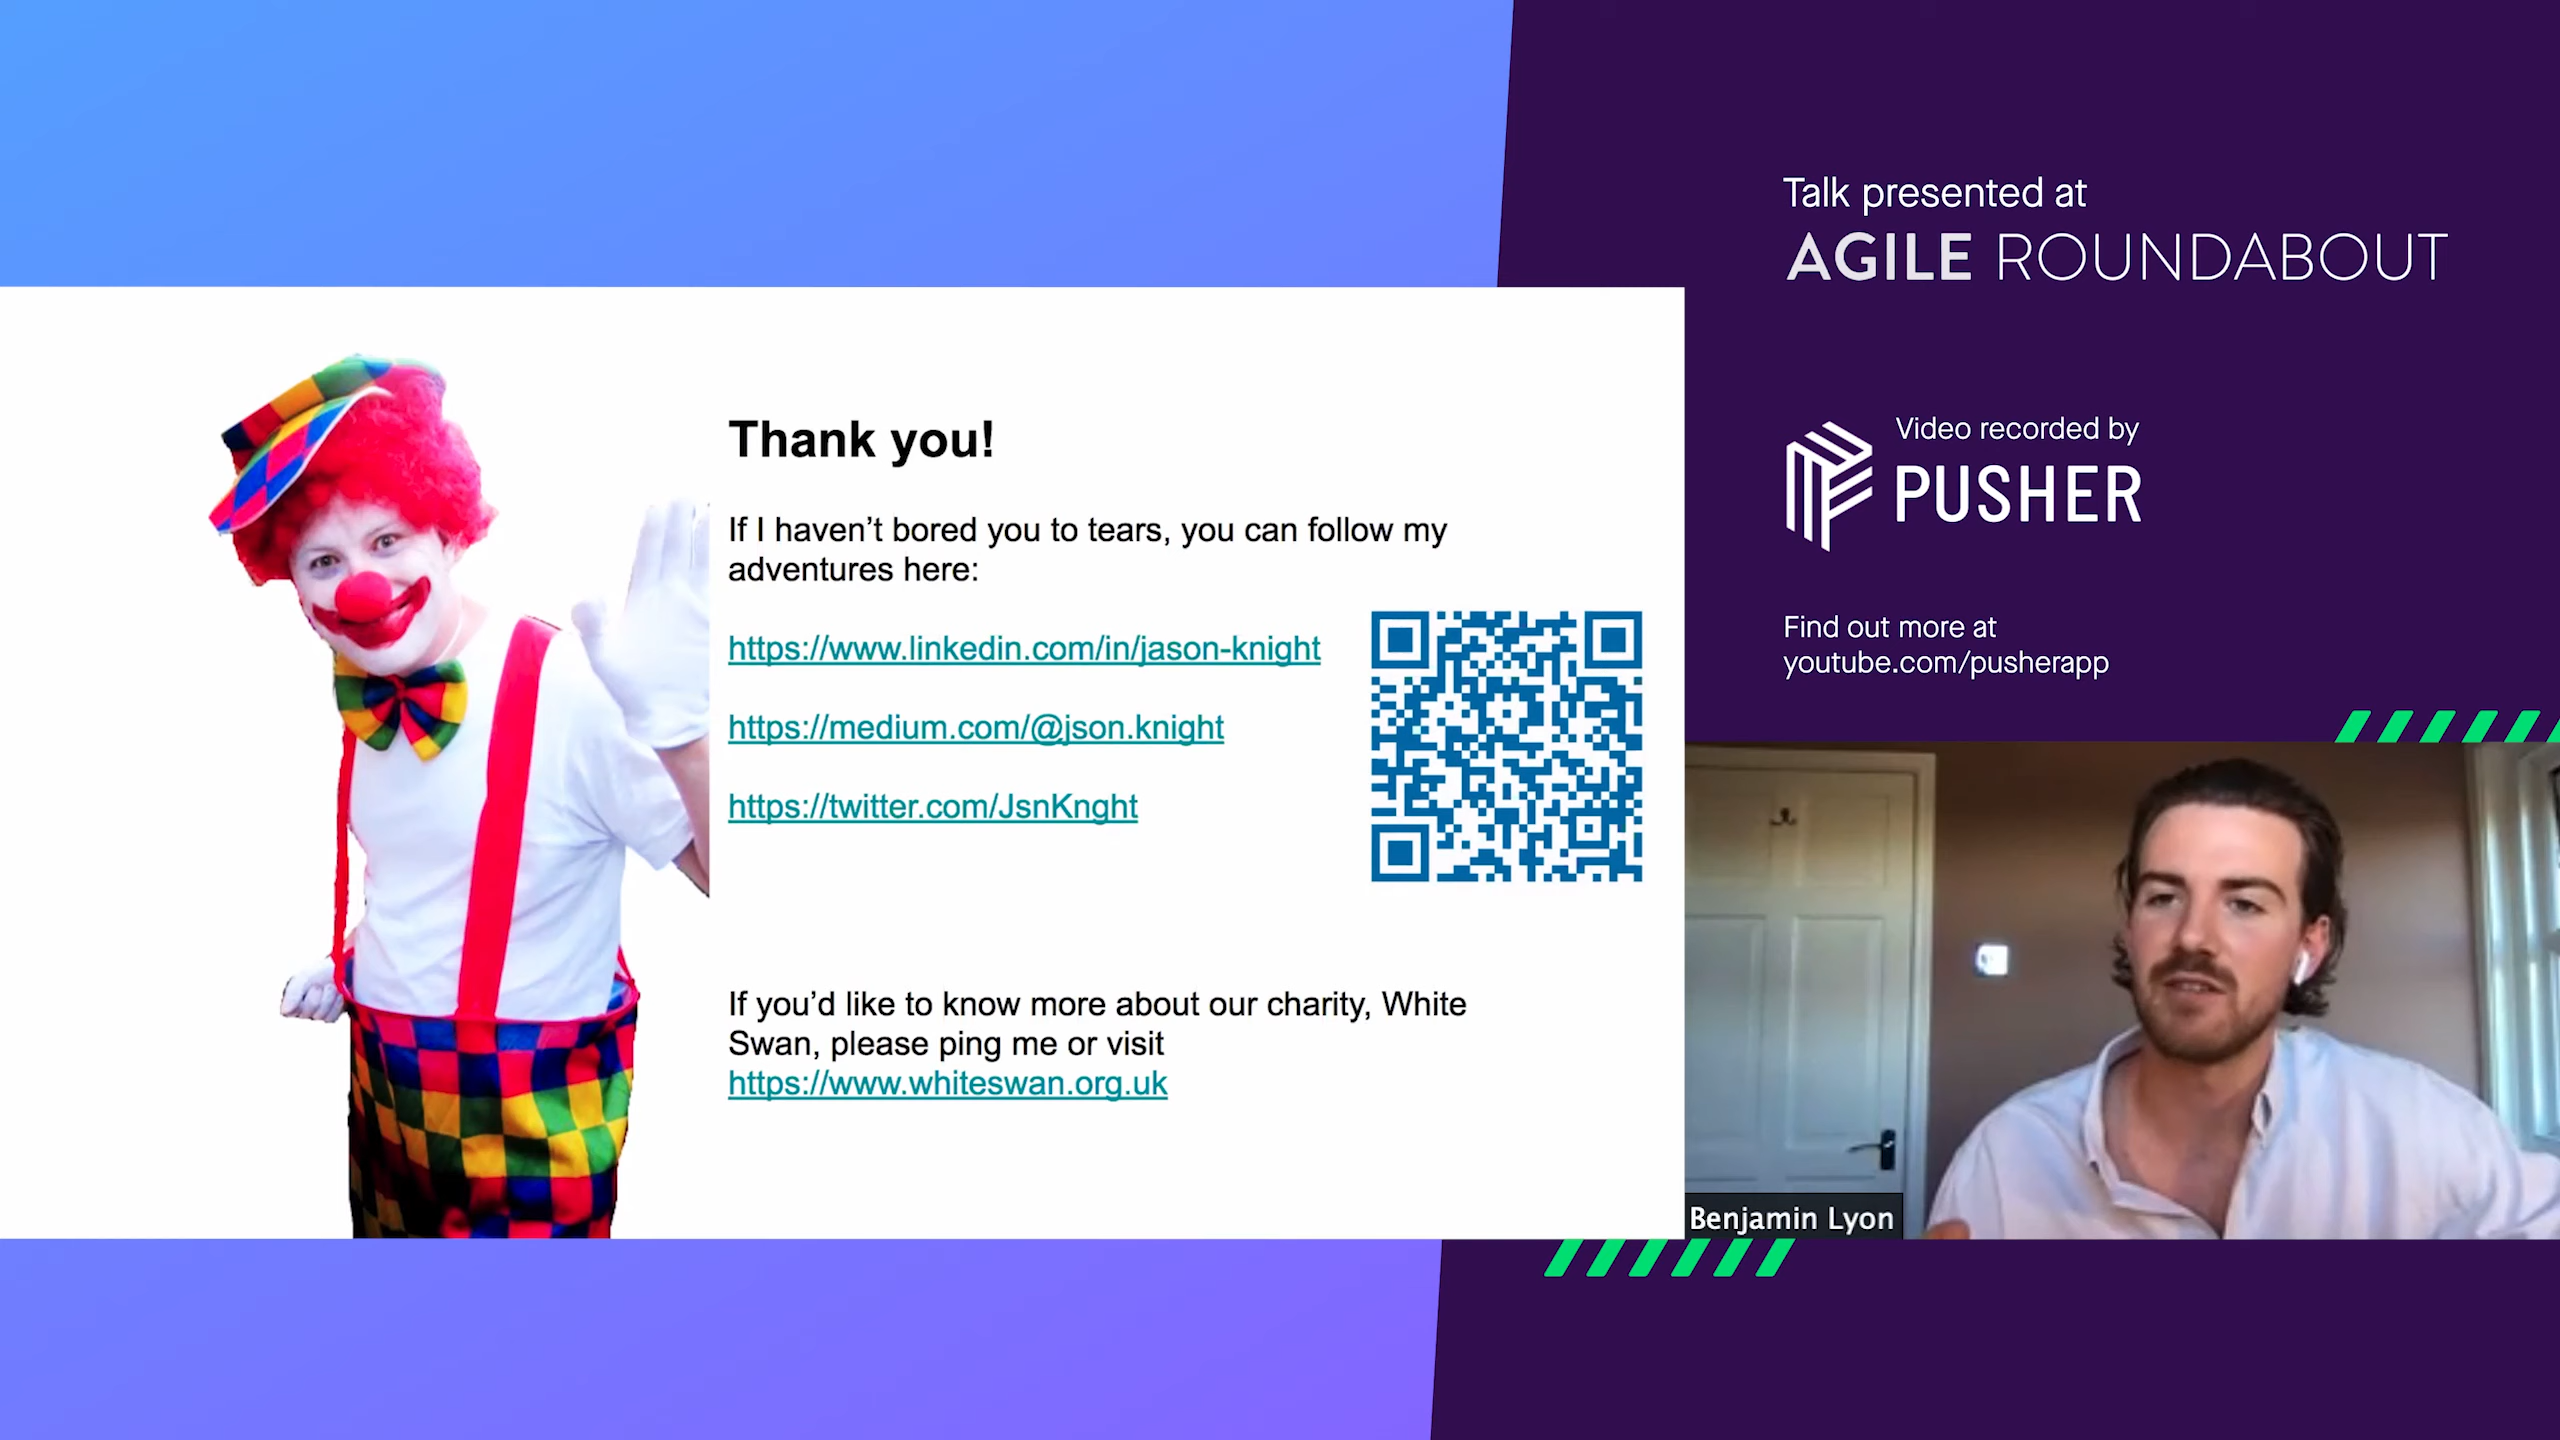 Talk presented at
AGILE ROUNDABOUT
Video recorded by
PUSHER
Find out more at
youtube.com/pusherapp
Thank you!
If I haven’t bored you to tears, you can follow my
adventures here:
https://www.linkedin.com/in/jason-knight
https://medium.com/@json.knight
https://twitter.com/JsnKnght
If you’d like to know more about our charity, White
Swan, please ping me or visit
https://www.whiteswan.org.uk
Benjamin Lyon